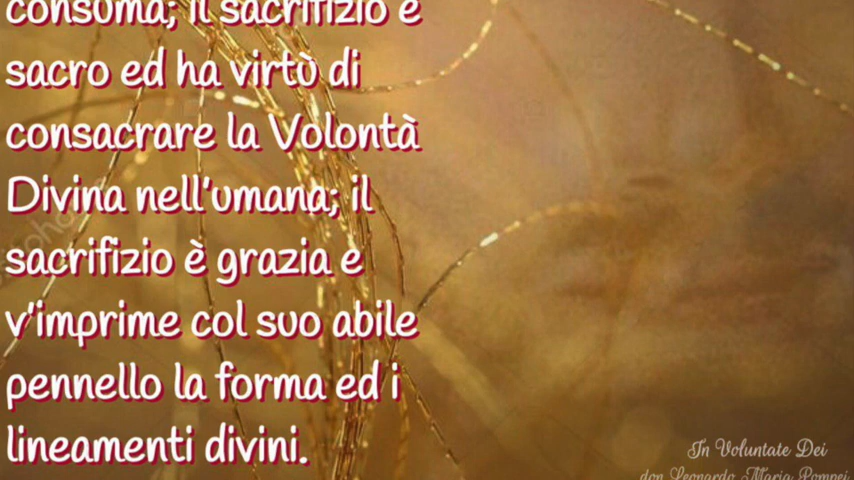 consuma; il sacrifizio è
sacro ed ha virtù di
consacrare la Volontà
Divina nell'umana; il
sacrifizio è grazia e
v'imprime col suo abile
pennello la forma ed i
lineamenti divini.
In Voluntate Dei
don Leonardo Maria Pompei